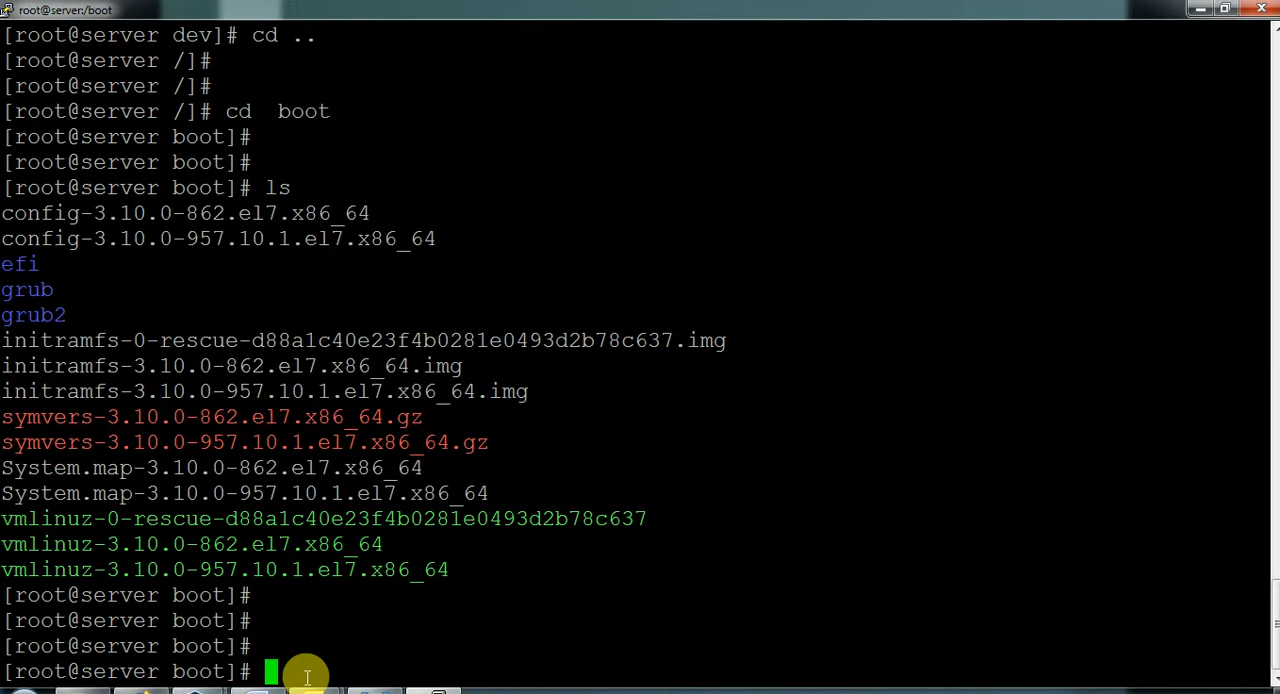 root@server:/boot
[root@server dev]# cd ..
[root@server /]#
[root@server /]#
[root@server /]# cd  boot
[root@server boot]#
[root@server boot]#
[root@server boot]# ls
config-3.10.0-862.el7.x86_64
config-3.10.0-957.10.1.el7.x86_64
efi
grub
grub2
initramfs-0-rescue-d88a1c40e23f4b0281e0493d2b78c637.img
initramfs-3.10.0-862.el7.x86_64.img
initramfs-3.10.0-957.10.1.el7.x86_64.img
symvers-3.10.0-862.el7.x86_64.gz
symvers-3.10.0-957.10.1.el7.x86_64.gz
System.map-3.10.0-862.el7.x86_64
System.map-3.10.0-957.10.1.el7.x86_64
vmlinuz-0-rescue-d88a1c40e23f4b0281e0493d2b78c637
vmlinuz-3.10.0-862.el7.x86_64
vmlinuz-3.10.0-957.10.1.el7.x86_64
[root@server boot]#
[root@server boot]#
[root@server boot]#
[root@server boot]#